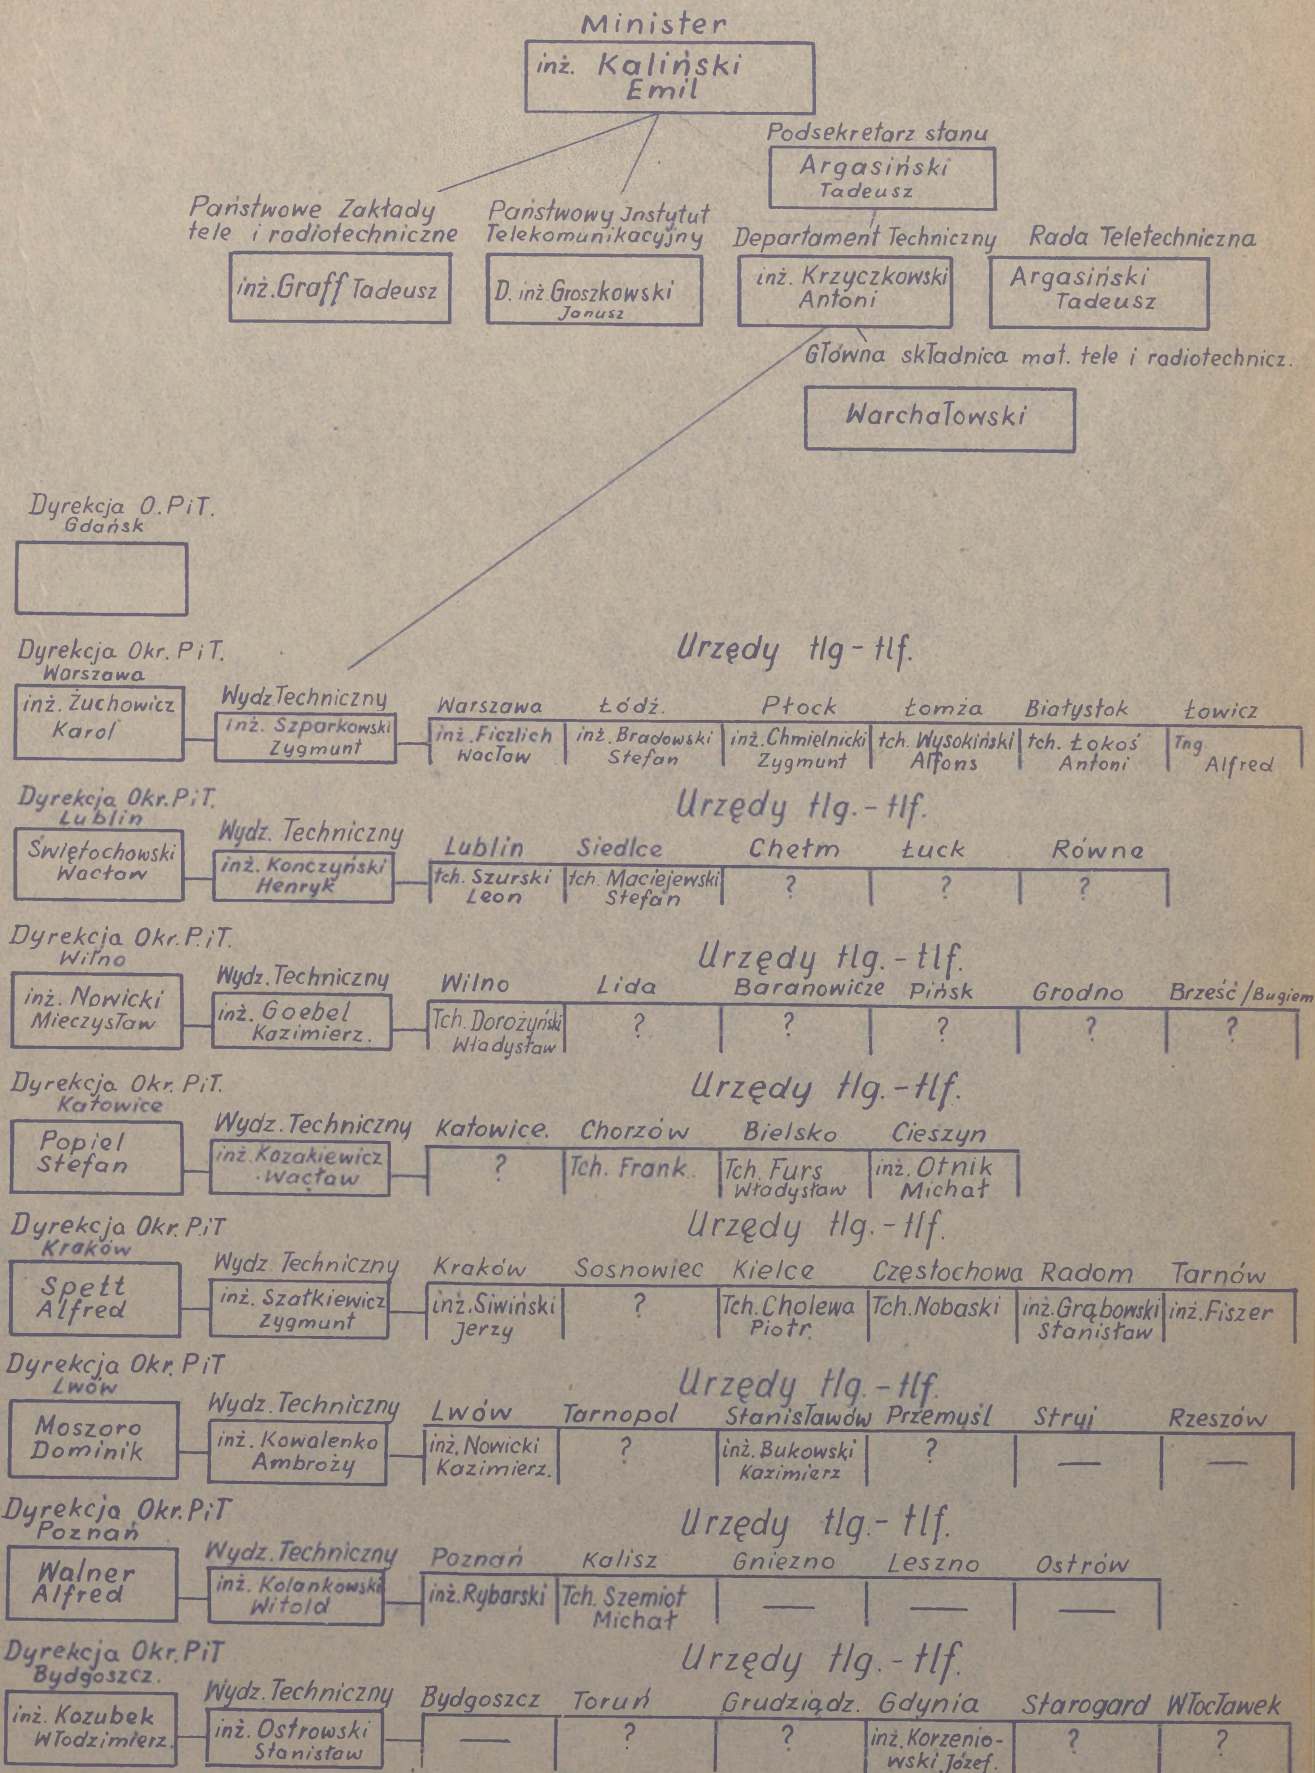 Minister
inż. Kaliński
Emil
Podsekretarz stanu
Argasiński
Tadeusz
Państwowe Zakłady
tele i radiotechniczne
inż. Graff Tadeusz
Państwowy Jnstytut
Telekomunikacyjny
D. inż. Groszkowski
Janusz
Departament Techniczny
inż. Krzyczkowski
Antoni
Rada Teletechniczna
Argasiński
Tadeusz
Główna składnica mat. tele i radiotechnicz.
Warchałowski
Dyrekcja O. PiT.
Gdańsk
Dyrekcja Okr. PiT.
Warszawa
inż. Żuchowicz
Karol
Wydz Techniczny
inż. Szparkowski
Zygmunt
Urzędy tlg - tlf.
Warszawa
inż. Ficzlich
Wacław
Łódź.
inż. Bradowski
Stefan
Płock
inż. Chmielnicki
Zygmunt
Łomża
tch. Wysokiński
Alfons
Białystok
tch. Łokoś
Antoni
Łowicz
Tng
Alfred
Dyrekcja Okr. PiT.
Lublin
Świętochowski
Wacław
Wydz. Techniczny
inż. Konczyński
Henryk
Urzędy tlg. - tlf.
Lublin
tch. Szurski
Leon
Siedlce
tch. Maciejewski
Stefan
Chełm
?
Łuck
?
Równe
?
Dyrekcja Okr. PiT.
Wilno
inż. Nowicki
Mieczysław
Wydz. Techniczny
inż. Goebel
Kazimierz.
Urzędy tlg. - tlf.
Wilno
Tch. Dorożyński
Władysław
Lida
?
Baranowicze
?
Pińsk
?
Grodno
?
Brześć /Bugiem
?
Dyrekcja Okr. PiT.
Katowice
Popiel
Stefan
Wydz. Techniczny
inż. Kozakiewicz
Wacław
Urzędy tlg. - tlf.
Katowice.
?
Chorzów
Tch. Frank.
Bielsko
Tch. Furs
Władysław
Cieszyn
inż. Otnik
Michał
Dyrekcja Okr. PiT
Kraków
Spett
Alfred
Wydz Techniczny
inż. Szatkiewicz
Zygmunt
Urzędy tlg. - tlf.
Kraków
inż. Siwiński
Jerzy
Sosnowiec
?
Kielce
Tch. Cholewa
Piotr.
Częstochowa
Tch. Nobaski
Radom
inż. Grąbowski
Stanisław
Tarnów
inż. Fiszer
Dyrekcja Okr. PiT
Lwów
Moszoro
Dominik
Wydz. Techniczny
inż. Kowalenko
Ambroży
Urzędy tlg. - tlf.
Lwów
inż. Nowicki
Kazimierz.
Tarnopol
?
Stanisławów
inż. Bukowski
Kazimierz
Przemyśl
?
Stryj
—
Rzeszów
—
Dyrekcja Okr. PiT
Poznań
Walner
Alfred
Wydz. Techniczny
inż. Kolankowski
Witold
Urzędy tlg. - tlf.
Poznań
inż. Rybarski
Kalisz
Tch. Szemiot
Michał
Gniezno
—
Leszno
—
Ostrów
—
Dyrekcja Okr. PiT
Bydgoszcz.
inż. Kozubek
Włodzimierz.
Wydz. Techniczny
inż. Ostrowski
Stanisław
Urzędy tlg. - tlf.
Bydgoszcz
—
Toruń
?
Grudziądz.
?
Gdynia
inż. Korzenio-
wski Józef.
Starogard
?
Włocławek
?